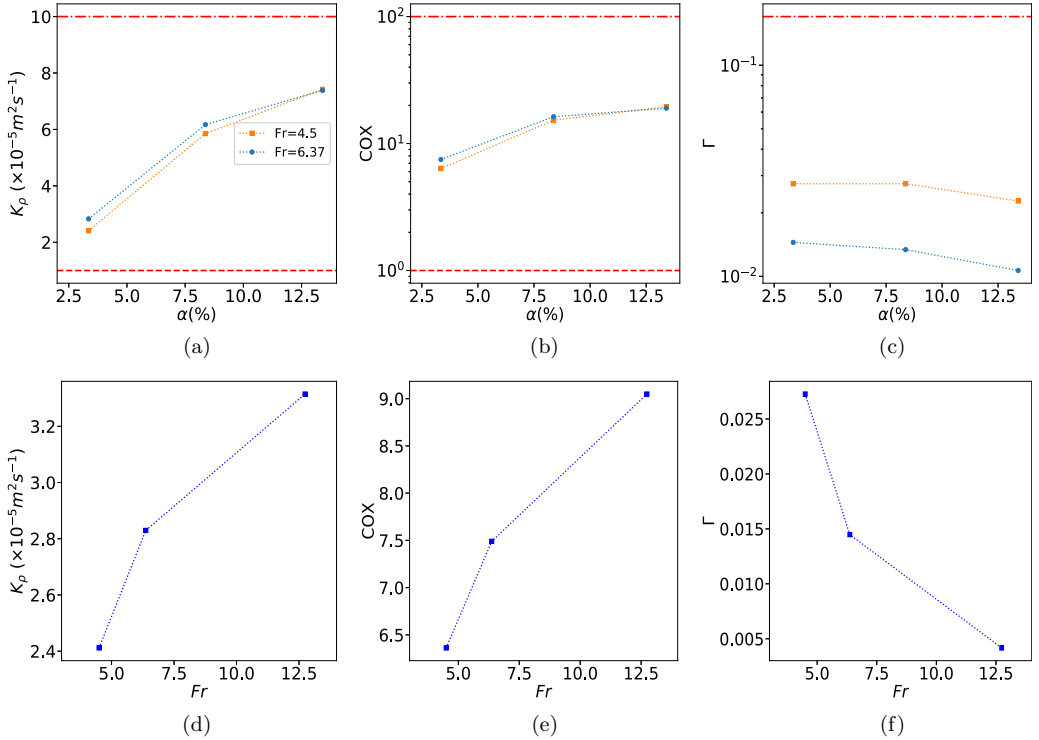 10
8
6
4
2
K_ρ (×10⁻⁵m²s⁻¹)
Fr=4.5
Fr=6.37
2.5 5.0 7.5 10.0 12.5
α(%)
(a)
10²
10¹
10⁰
COX
2.5 5.0 7.5 10.0 12.5
α(%)
(b)
10⁻¹
10⁻²
Γ
2.5 5.0 7.5 10.0 12.5
α(%)
(c)
3.2
3.0
2.8
2.6
2.4
K_ρ (×10⁻⁵m²s⁻¹)
5.0 7.5 10.0 12.5
Fr
(d)
9.0
8.5
8.0
7.5
7.0
6.5
COX
5.0 7.5 10.0 12.5
Fr
(e)
0.025
0.020
0.015
0.010
0.005
Γ
5.0 7.5 10.0 12.5
Fr
(f)